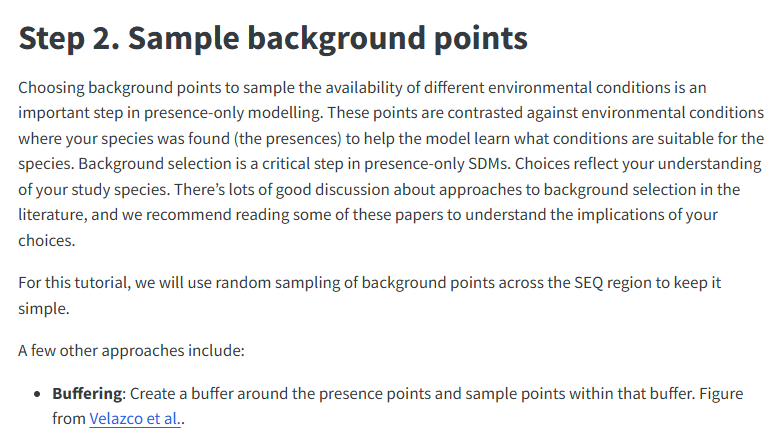 Step 2. Sample background points
Choosing background points to sample the availability of different environmental conditions is an
important step in presence-only modelling. These points are contrasted against environmental conditions
where your species was found (the presences) to help the model learn what conditions are suitable for the
species. Background selection is a critical step in presence-only SDMs. Choices reflect your understanding
of your study species. There’s lots of good discussion about approaches to background selection in the
literature, and we recommend reading some of these papers to understand the implications of your
choices.
For this tutorial, we will use random sampling of background points across the SEQ region to keep it
simple.
A few other approaches include:
• Buffering: Create a buffer around the presence points and sample points within that buffer. Figure
from Velazco et al..